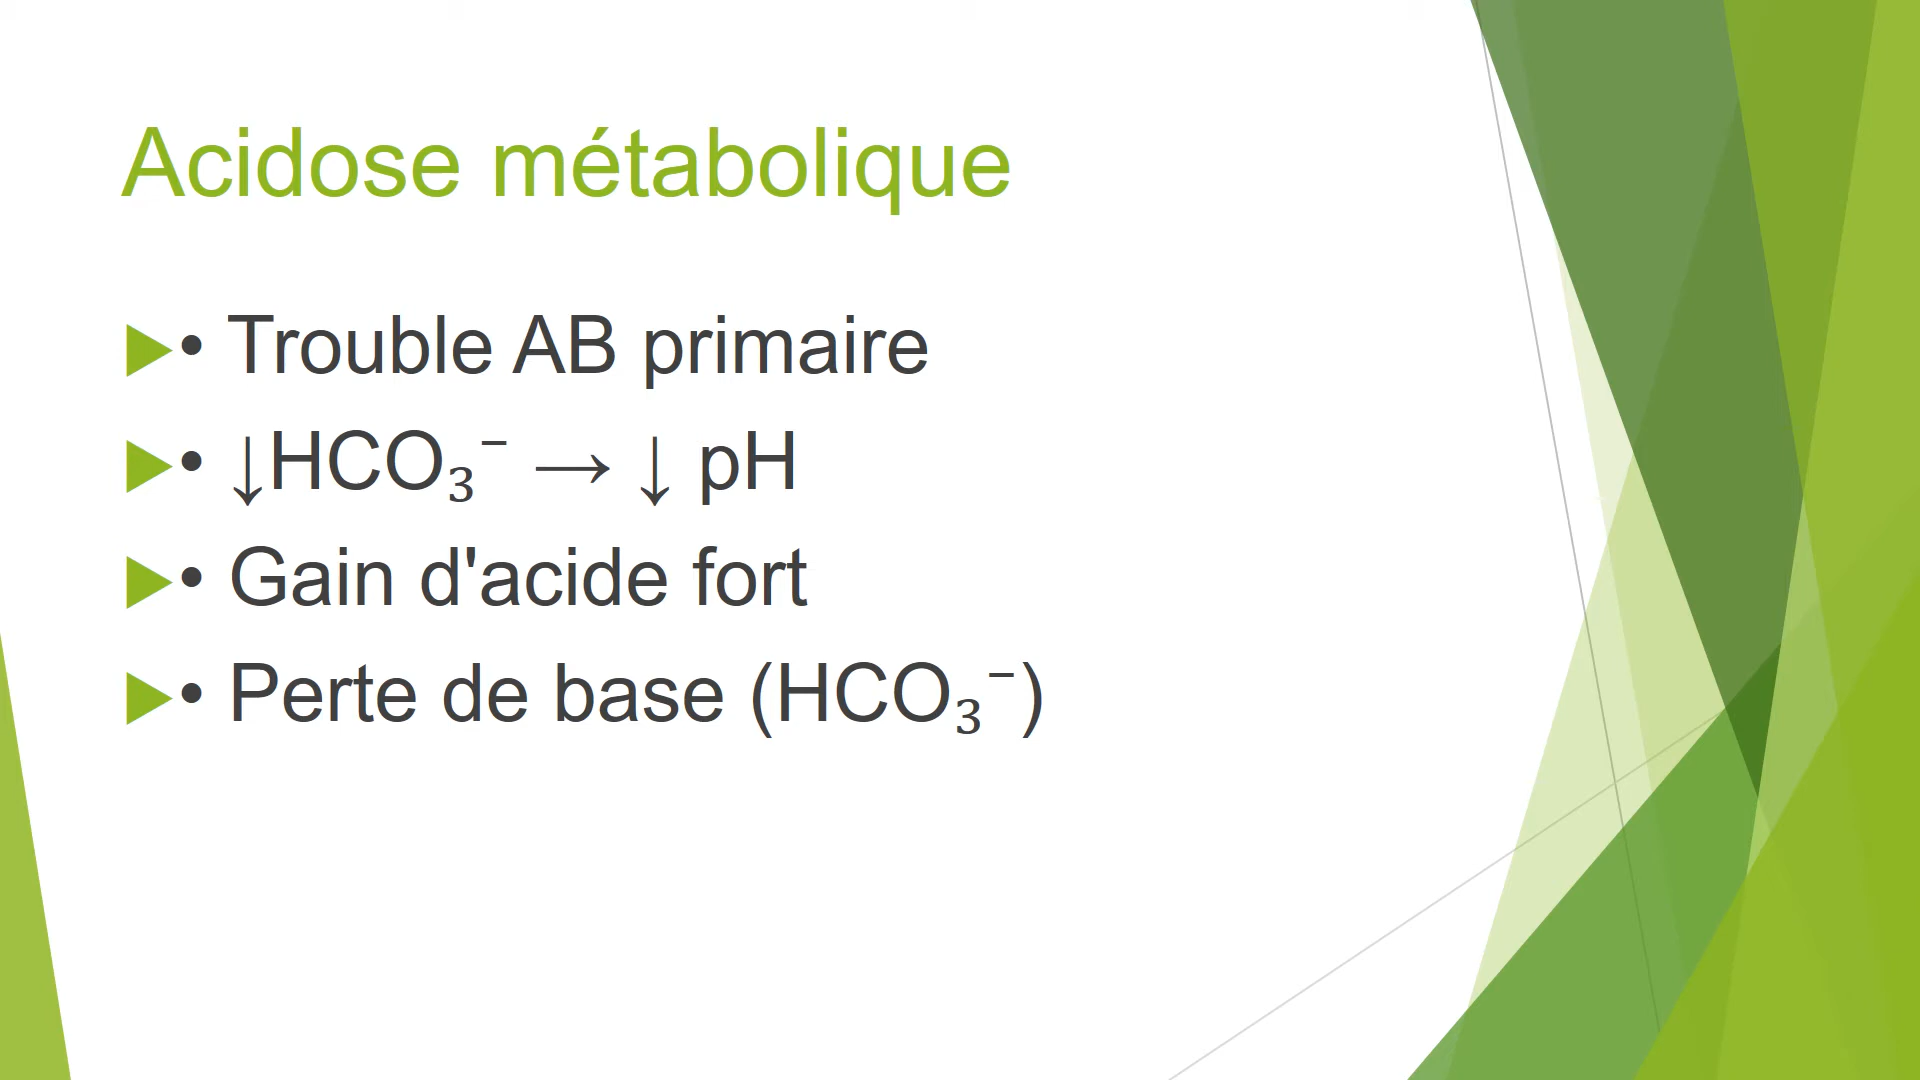 Acidose métabolique
• Trouble AB primaire
• ↓HCO₃⁻ → ↓ pH
• Gain d'acide fort
• Perte de base (HCO₃⁻)